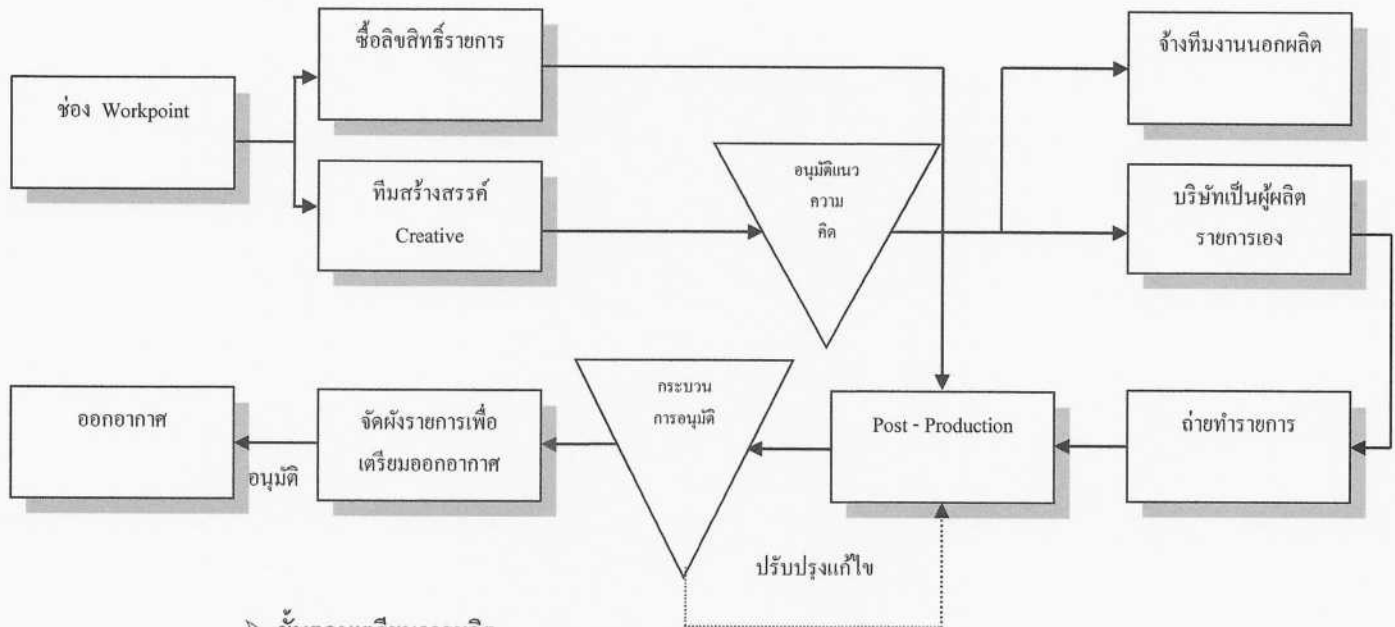 ช่อง Workpoint
ซื้อลิขสิทธิ์รายการ
ทีมสร้างสรรค์
Creative
อนุมัติแนว
ความ
คิด
จ้างทีมงานนอกผลิต
บริษัทเป็นผู้ผลิต
รายการเอง
ถ่ายทำรายการ
Post - Production
กระบวน
การอนุมัติ
ปรับปรุงแก้ไข
จัดผังรายการเพื่อ
เตรียมออกอากาศ
อนุมัติ
ออกอากาศ